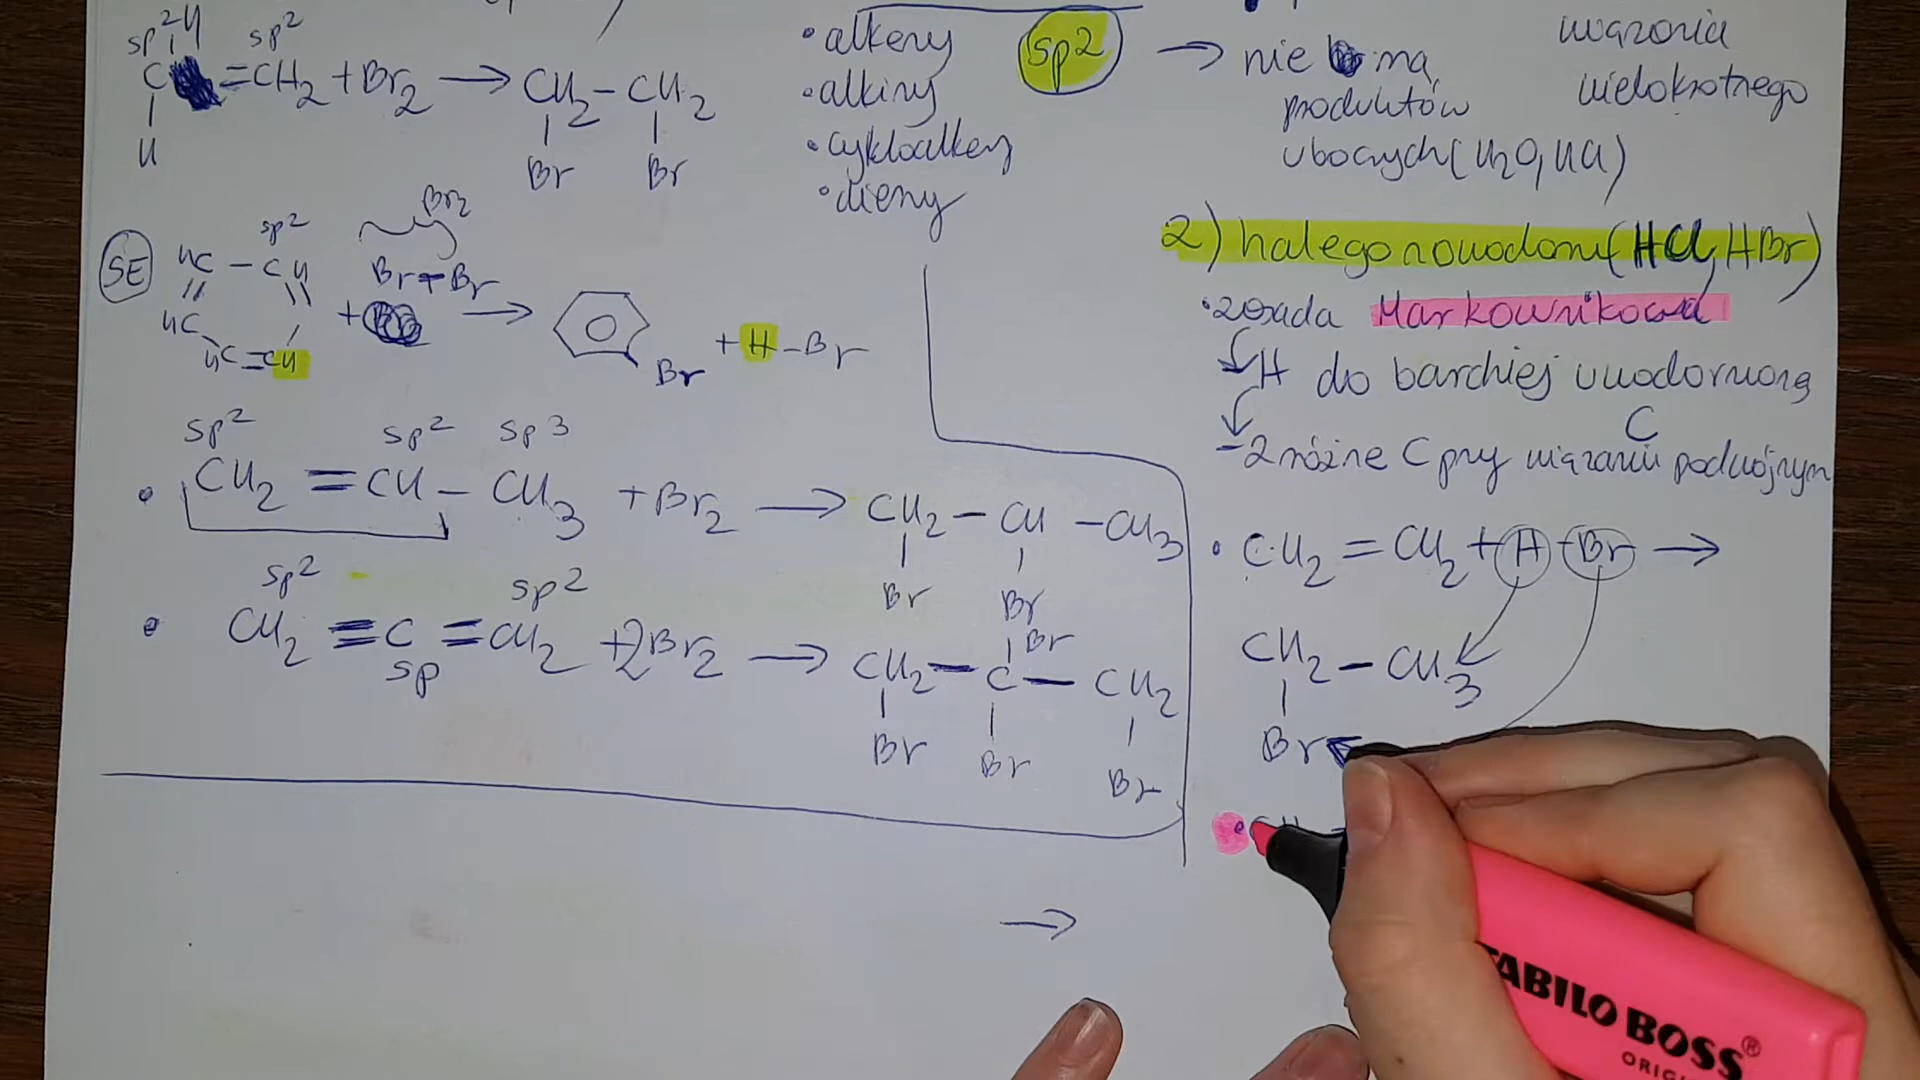 sp² H sp²
C =CH₂ + Br₂ → CH₂ – CH₂
H Br Br
• alkeny
• alkiny
• cykloalkeny
• dieny
sp2 → nie ma
produktów
ubocznych (H₂O, HCl)
wiązania
wielokrotnego
SE
sp² Br₂
HC – CH Br – Br
HC
HC = CH
+ → Br + H – Br
sp² sp² sp3
• CH₂ = CH – CH₃ + Br₂ → CH₂ – CH – CH₃
Br Br
sp² sp²
• CH₂ = C = CH₂ + 2Br₂ → CH₂ – C – CH₂
sp Br
Br Br Br
2) halogenowodorem (HCl, HBr)
• zasada Markownikowa
↓ H do bardziej uwodornionego
C
↓
- 2 różne C przy wiązaniu podwójnym
• CH₂ = CH₂ + H Br →
CH₂ – CH₃
Br
→
STABILO BOSS®